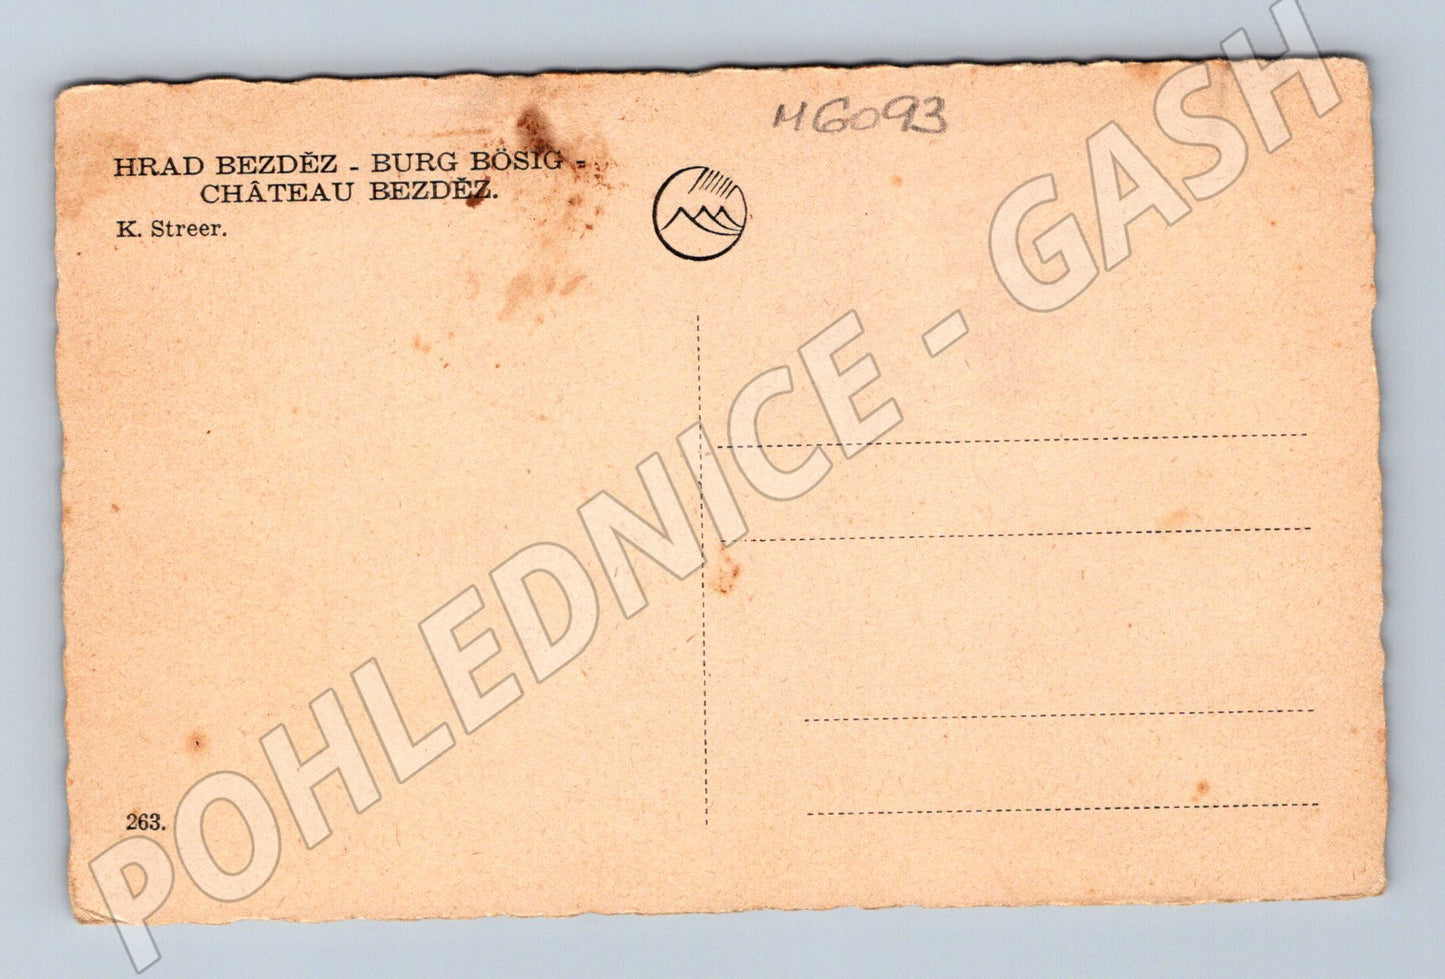 M6093
HRAD BEZDĚZ - BURG BÖSIG -
CHÂTEAU BEZDĚZ.
K. Streer.
263.
POHLEDNICE - GASH